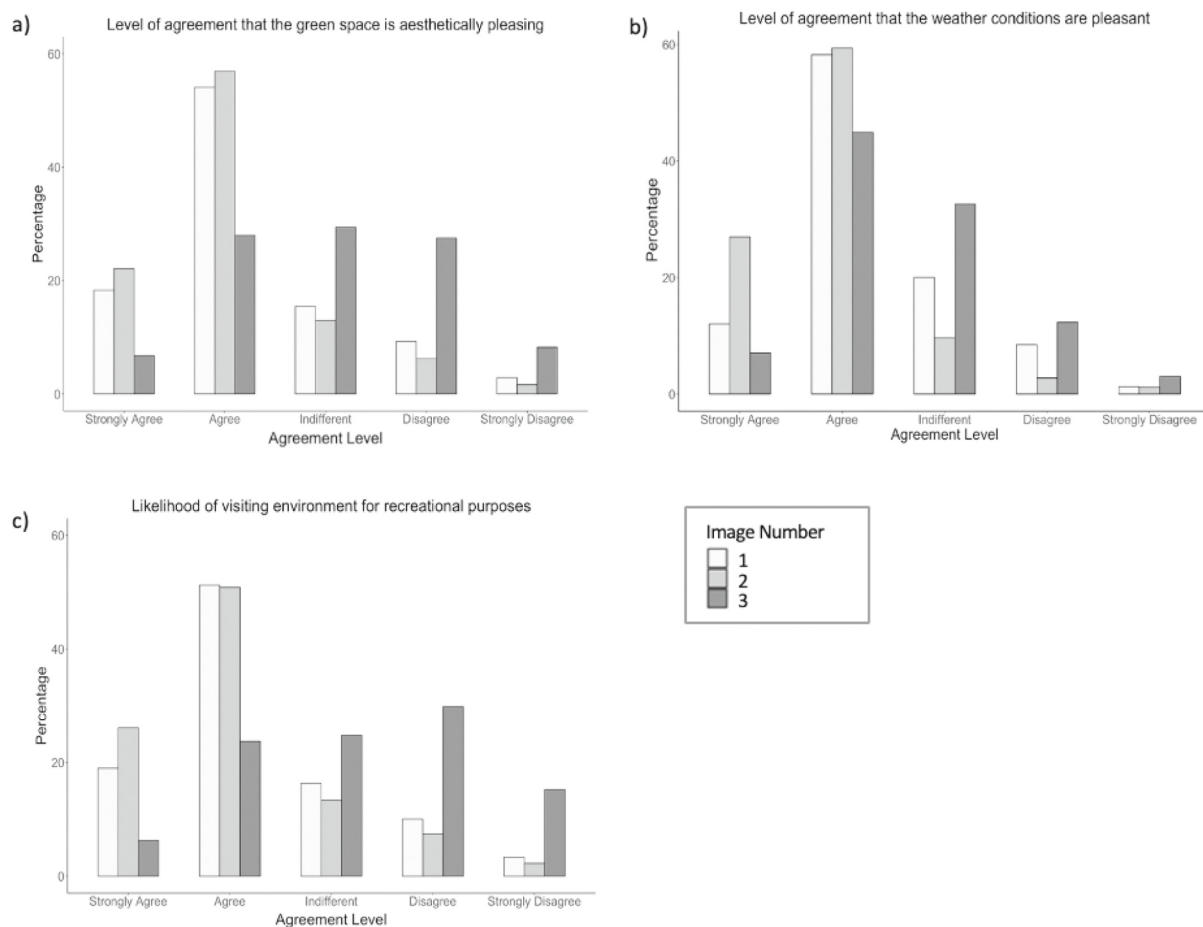 a)
Level of agreement that the green space is aesthetically pleasing
60
40
20
0
Percentage
Strongly Agree
Agree
Indifferent
Disagree
Strongly Disagree
Agreement Level
b)
Level of agreement that the weather conditions are pleasant
60
40
20
0
Percentage
Strongly Agree
Agree
Indifferent
Disagree
Strongly Disagree
Agreement Level
c)
Likelihood of visiting environment for recreational purposes
60
40
20
0
Percentage
Strongly Agree
Agree
Indifferent
Disagree
Strongly Disagree
Agreement Level
Image Number
1
2
3